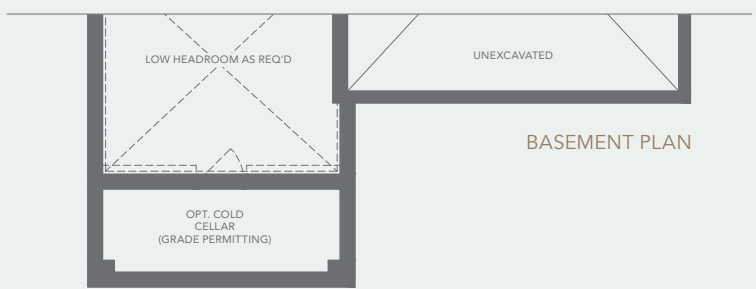 LOW HEADROOM AS REQ'D
UNEXCAVATED
BASEMENT PLAN
OPT. COLD
CELLAR
(GRADE PERMITTING)